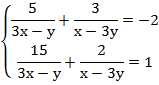 5/(3x − y) + 3/(x − 3y) = −2
15/(3x − y) + 2/(x − 3y) = 1